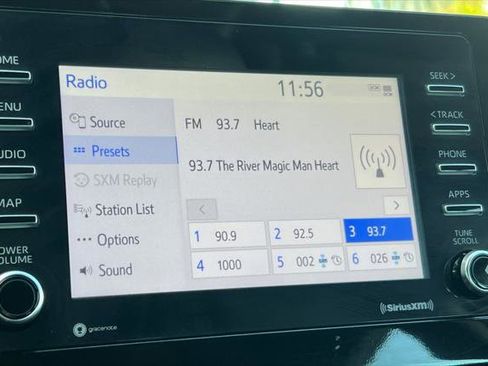 HOME
MENU
AUDIO
MAP
POWER
VOLUME
Radio
11:56
Source
Presets
SXM Replay
Station List
Options
Sound
FM 93.7 Heart
93.7 The River Magic Man Heart
1 90.9
2 92.5
3 93.7
4 1000
5 002
6 026
SEEK >
< TRACK
PHONE
APPS
TUNE
SCROLL
gracenote
SiriusXM